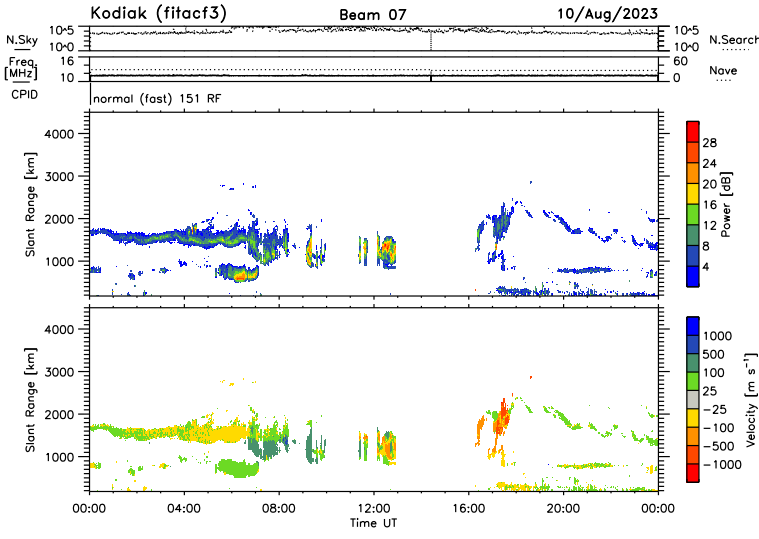 Kodiak (fitacf3) Beam 07 10/Aug/2023
N.Sky 10^5 10^0 10^5 10^0 N.Search
Freq. [MHz] 16 10 60 0 Nave
CPID normal (fast) 151 RF
Slant Range [km] 4000 3000 2000 1000
28 24 20 16 12 8 4 Power [dB]
Slant Range [km] 4000 3000 2000 1000
1000 500 100 25 −25 −100 −500 −1000 Velocity [m s⁻¹]
00:00 04:00 08:00 12:00 16:00 20:00 00:00
Time UT